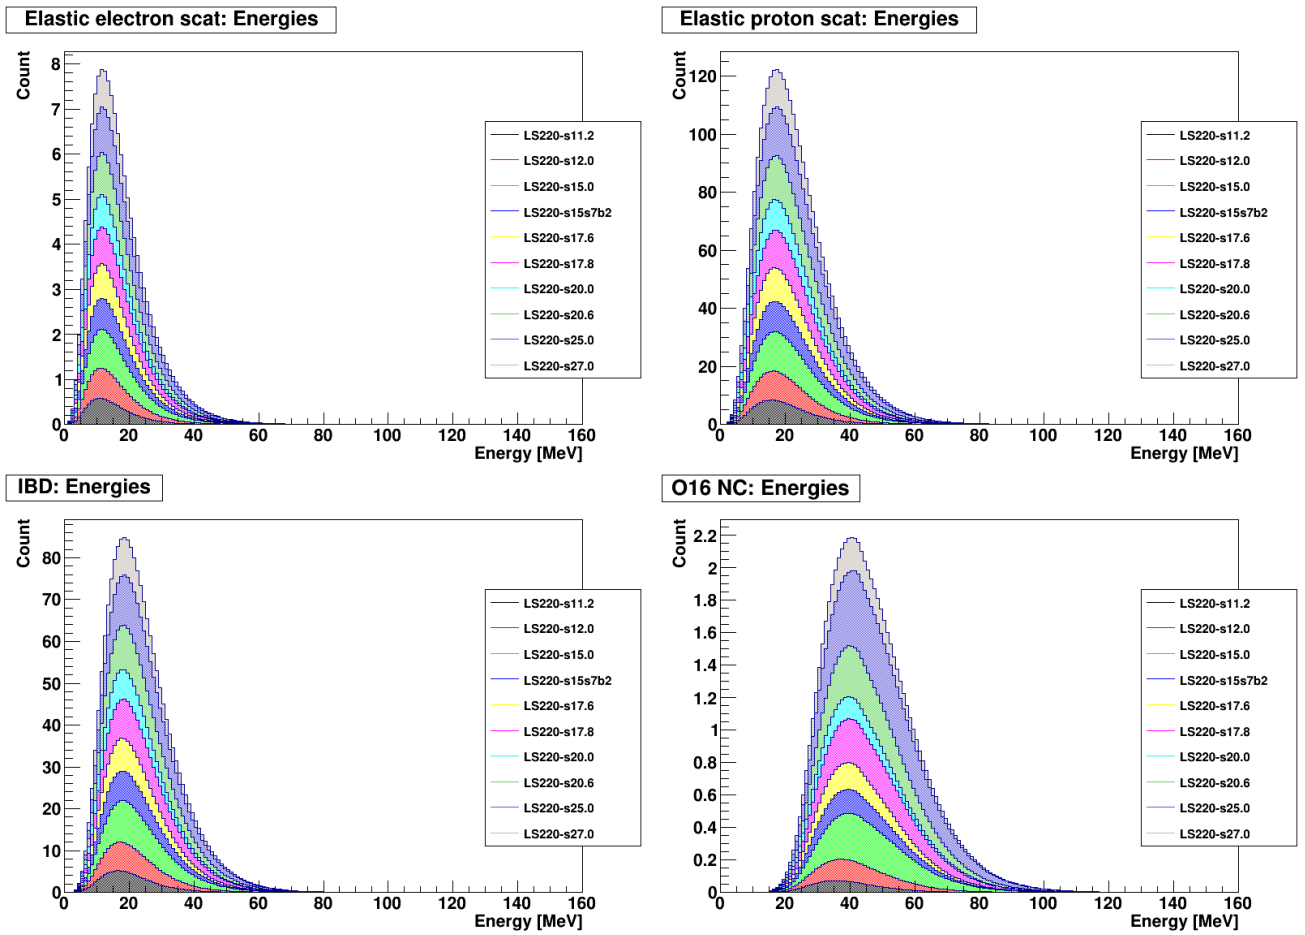 Elastic electron scat: Energies
Count
8
7
6
5
4
3
2
1
0
0 20 40 60 80 100 120 140 160
Energy [MeV]
LS220-s11.2
LS220-s12.0
LS220-s15.0
LS220-s15s7b2
LS220-s17.6
LS220-s17.8
LS220-s20.0
LS220-s20.6
LS220-s25.0
LS220-s27.0
Elastic proton scat: Energies
Count
120
100
80
60
40
20
0
0 20 40 60 80 100 120 140 160
Energy [MeV]
LS220-s11.2
LS220-s12.0
LS220-s15.0
LS220-s15s7b2
LS220-s17.6
LS220-s17.8
LS220-s20.0
LS220-s20.6
LS220-s25.0
LS220-s27.0
IBD: Energies
Count
80
70
60
50
40
30
20
10
0
0 20 40 60 80 100 120 140 160
Energy [MeV]
LS220-s11.2
LS220-s12.0
LS220-s15.0
LS220-s15s7b2
LS220-s17.6
LS220-s17.8
LS220-s20.0
LS220-s20.6
LS220-s25.0
LS220-s27.0
O16 NC: Energies
Count
2.2
2
1.8
1.6
1.4
1.2
1
0.8
0.6
0.4
0.2
0
0 20 40 60 80 100 120 140 160
Energy [MeV]
LS220-s11.2
LS220-s12.0
LS220-s15.0
LS220-s15s7b2
LS220-s17.6
LS220-s17.8
LS220-s20.0
LS220-s20.6
LS220-s25.0
LS220-s27.0